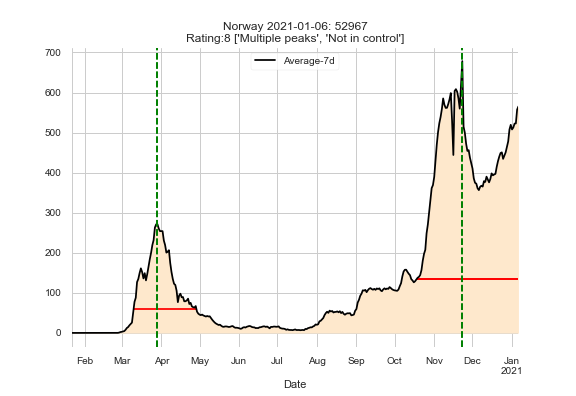 Norway 2021-01-06: 52967
Rating:8 ['Multiple peaks', 'Not in control']
Average-7d
700
600
500
400
300
200
100
0
Feb Mar Apr May Jun Jul Aug Sep Oct Nov Dec Jan
2021
Date